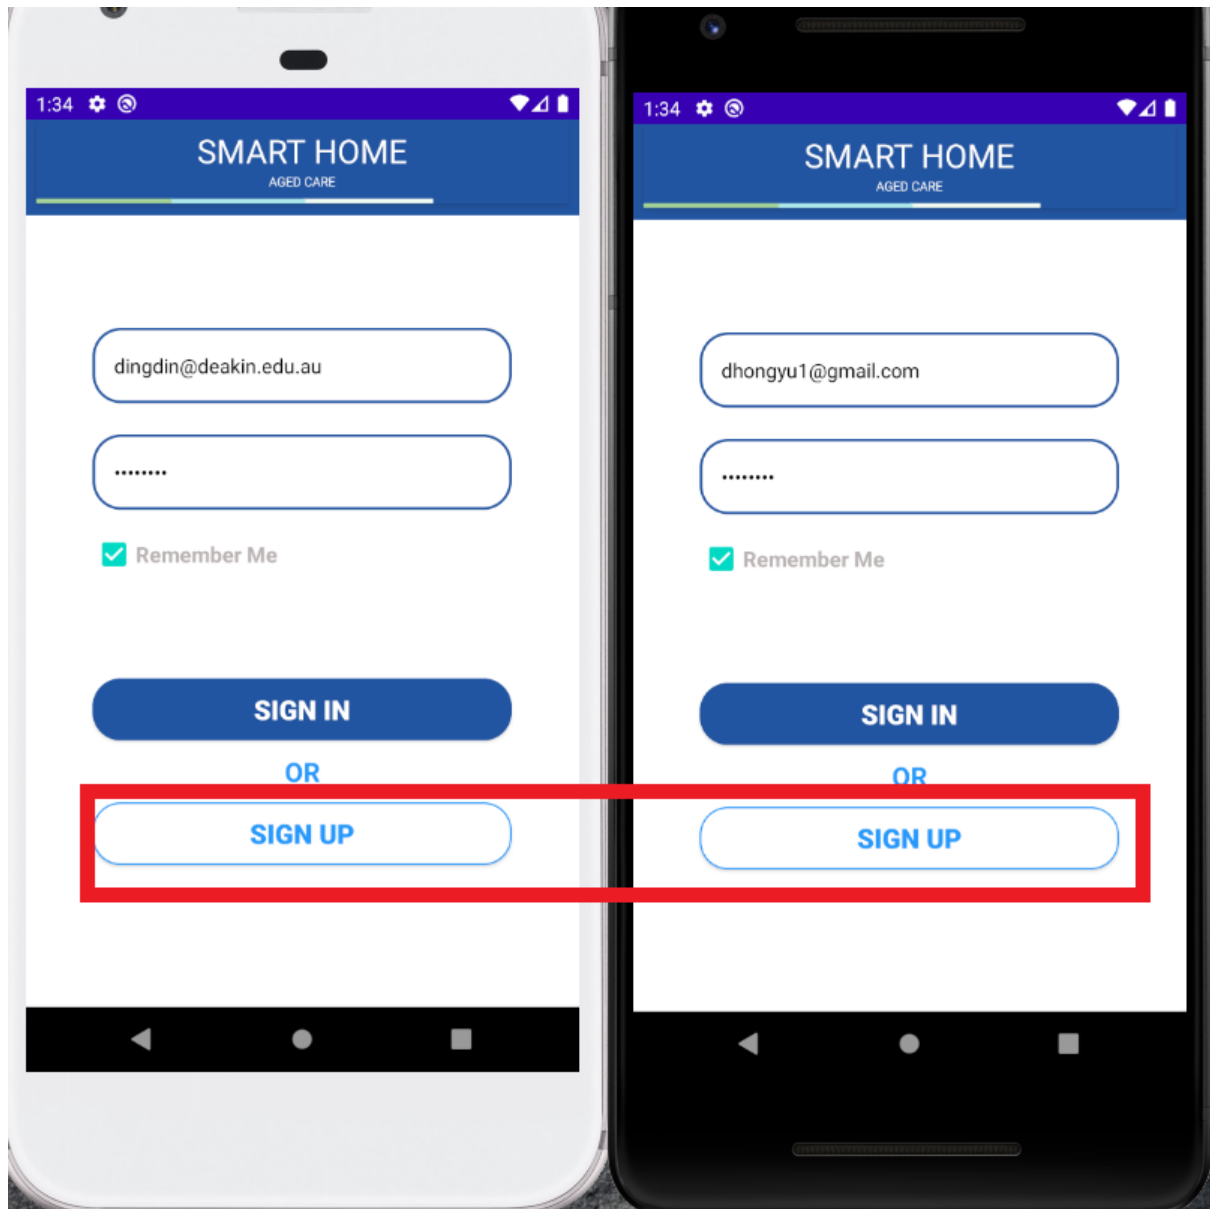 1:34
SMART HOME
AGED CARE
dingdin@deakin.edu.au
••••••••
Remember Me
SIGN IN
OR
SIGN UP
1:34
SMART HOME
AGED CARE
dhongyu1@gmail.com
••••••••
Remember Me
SIGN IN
OR
SIGN UP